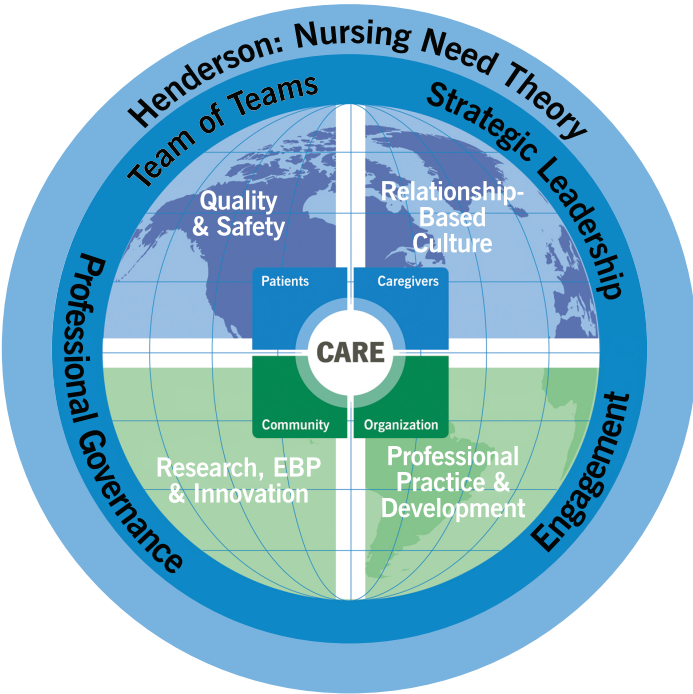 Henderson: Nursing Need Theory
Team of Teams
Strategic Leadership
Quality
& Safety
Relationship-
Based
Culture
Patients
Caregivers
CARE
Community
Organization
Research, EBP
& Innovation
Professional
Practice &
Development
Professional Governance
Engagement